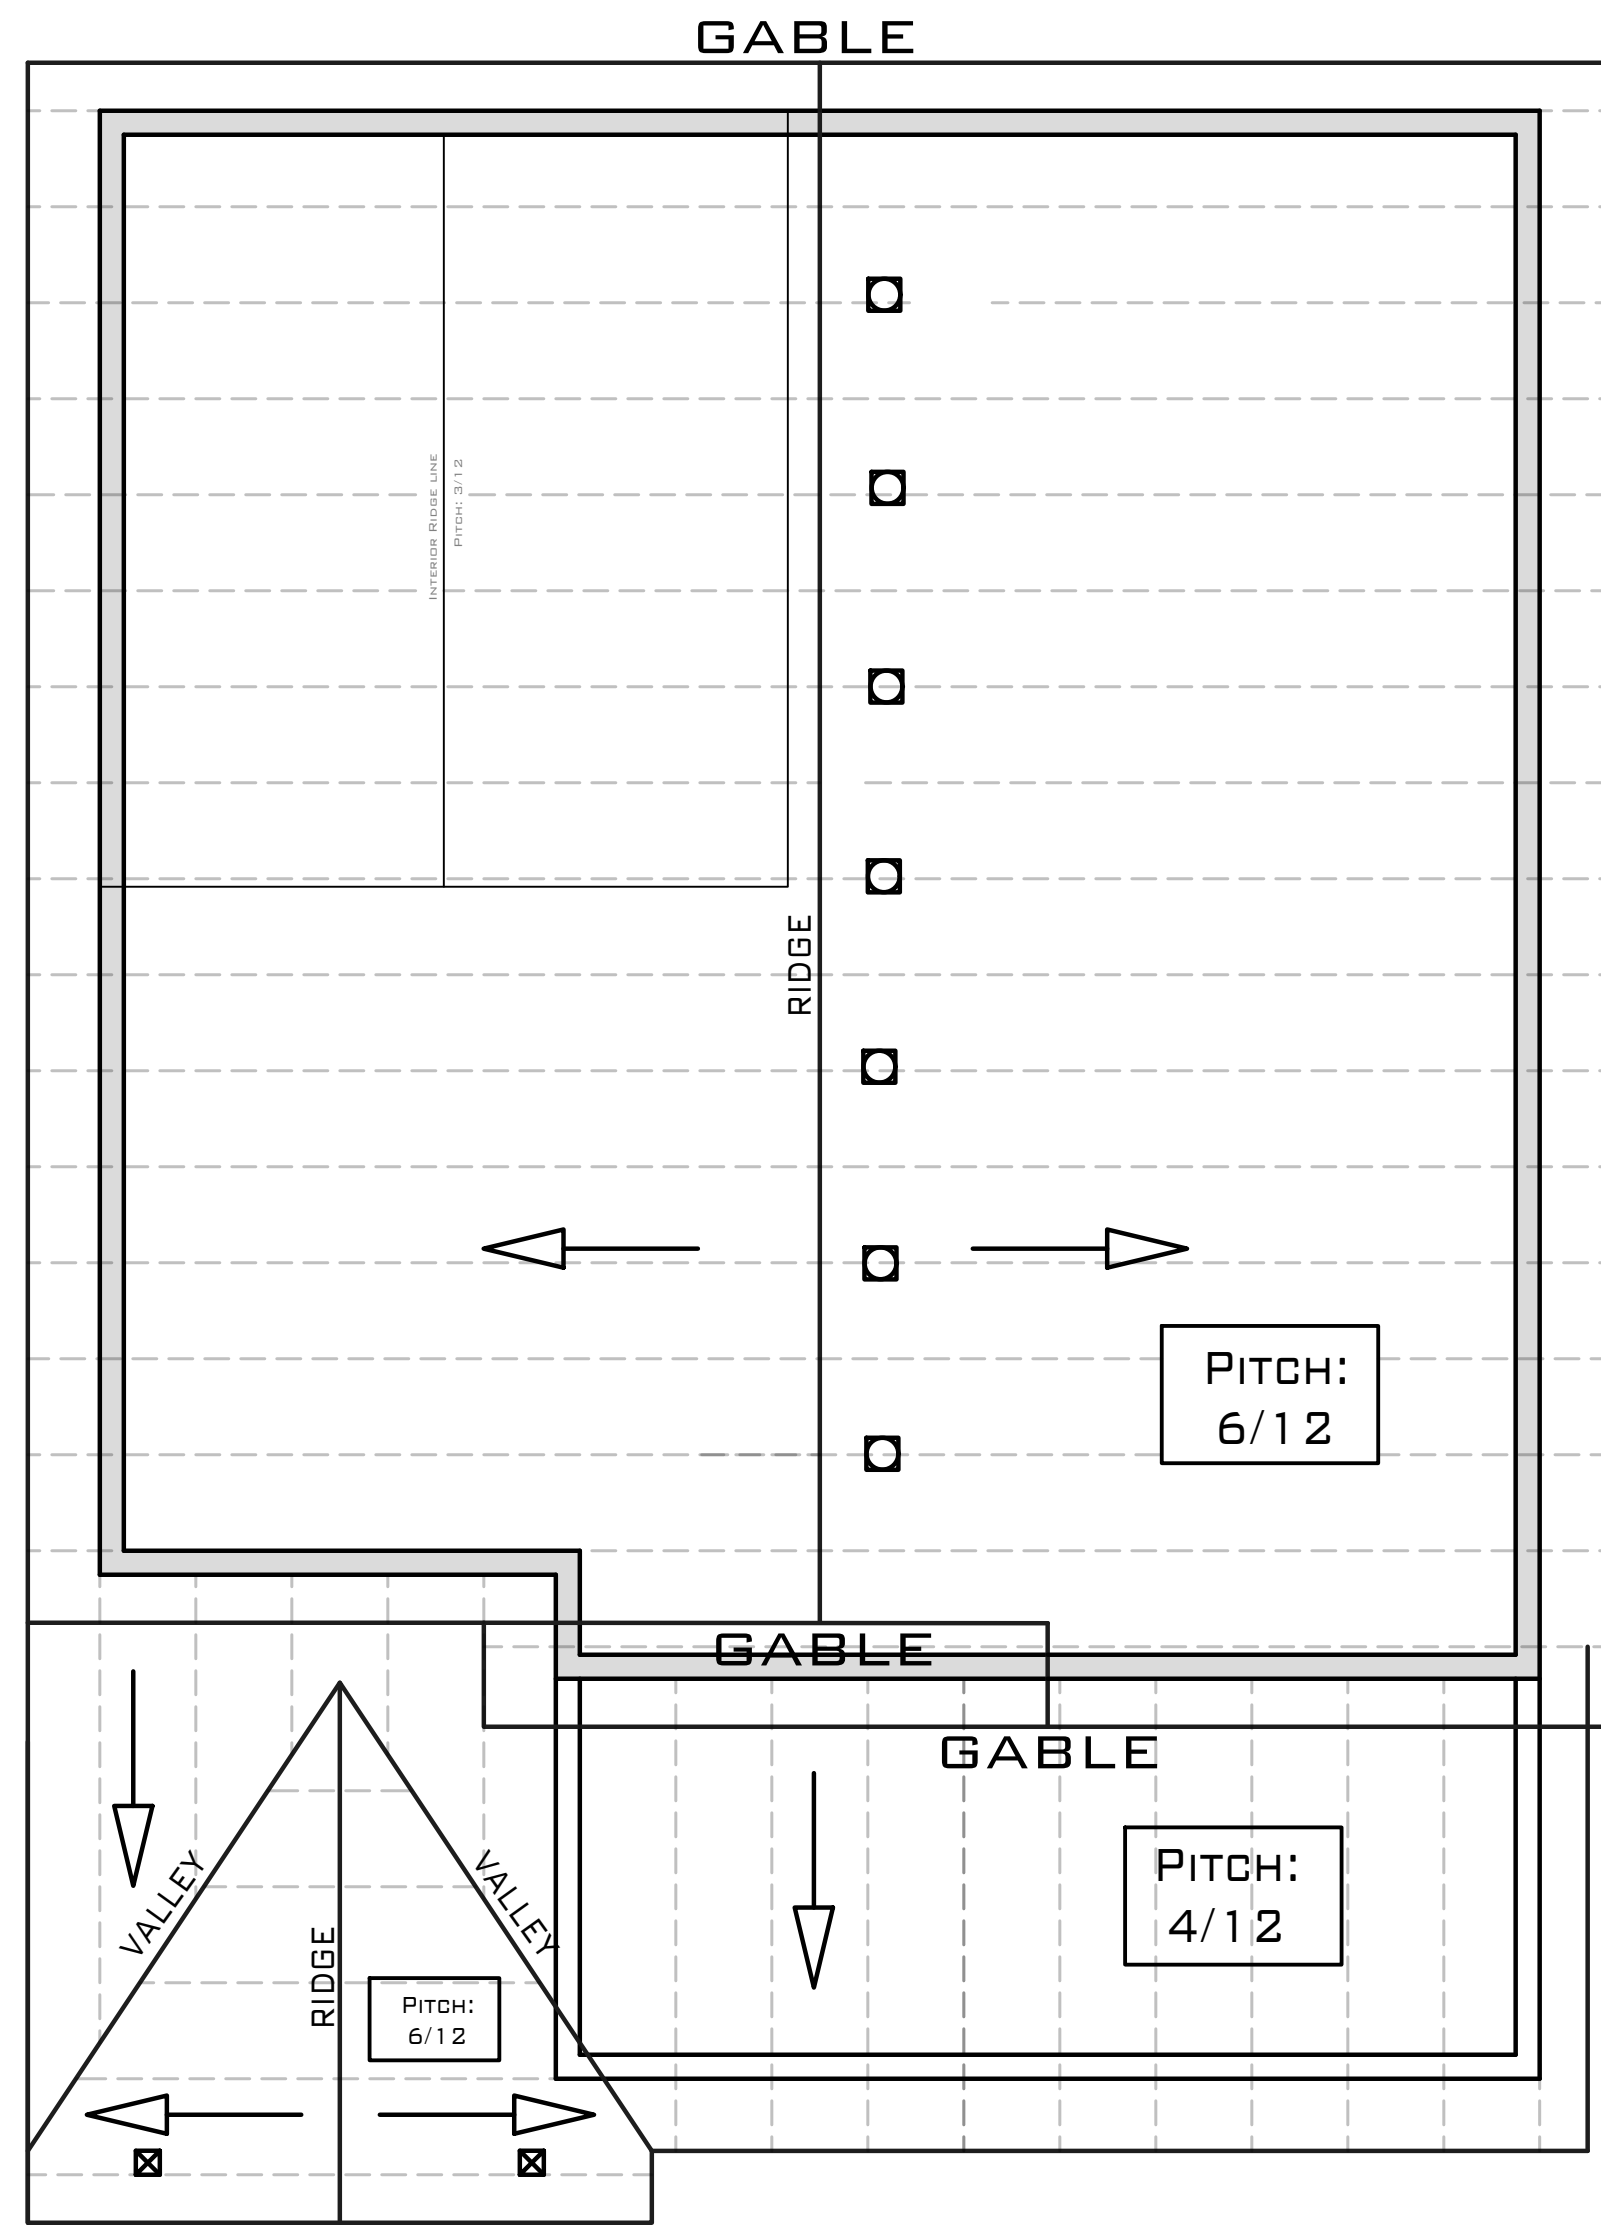 GABLE
INTERIOR RIDGE LINE
PITCH: 3/12
RIDGE
PITCH:
6/12
GABLE
GABLE
PITCH:
4/12
VALLEY
VALLEY
RIDGE
PITCH:
6/12